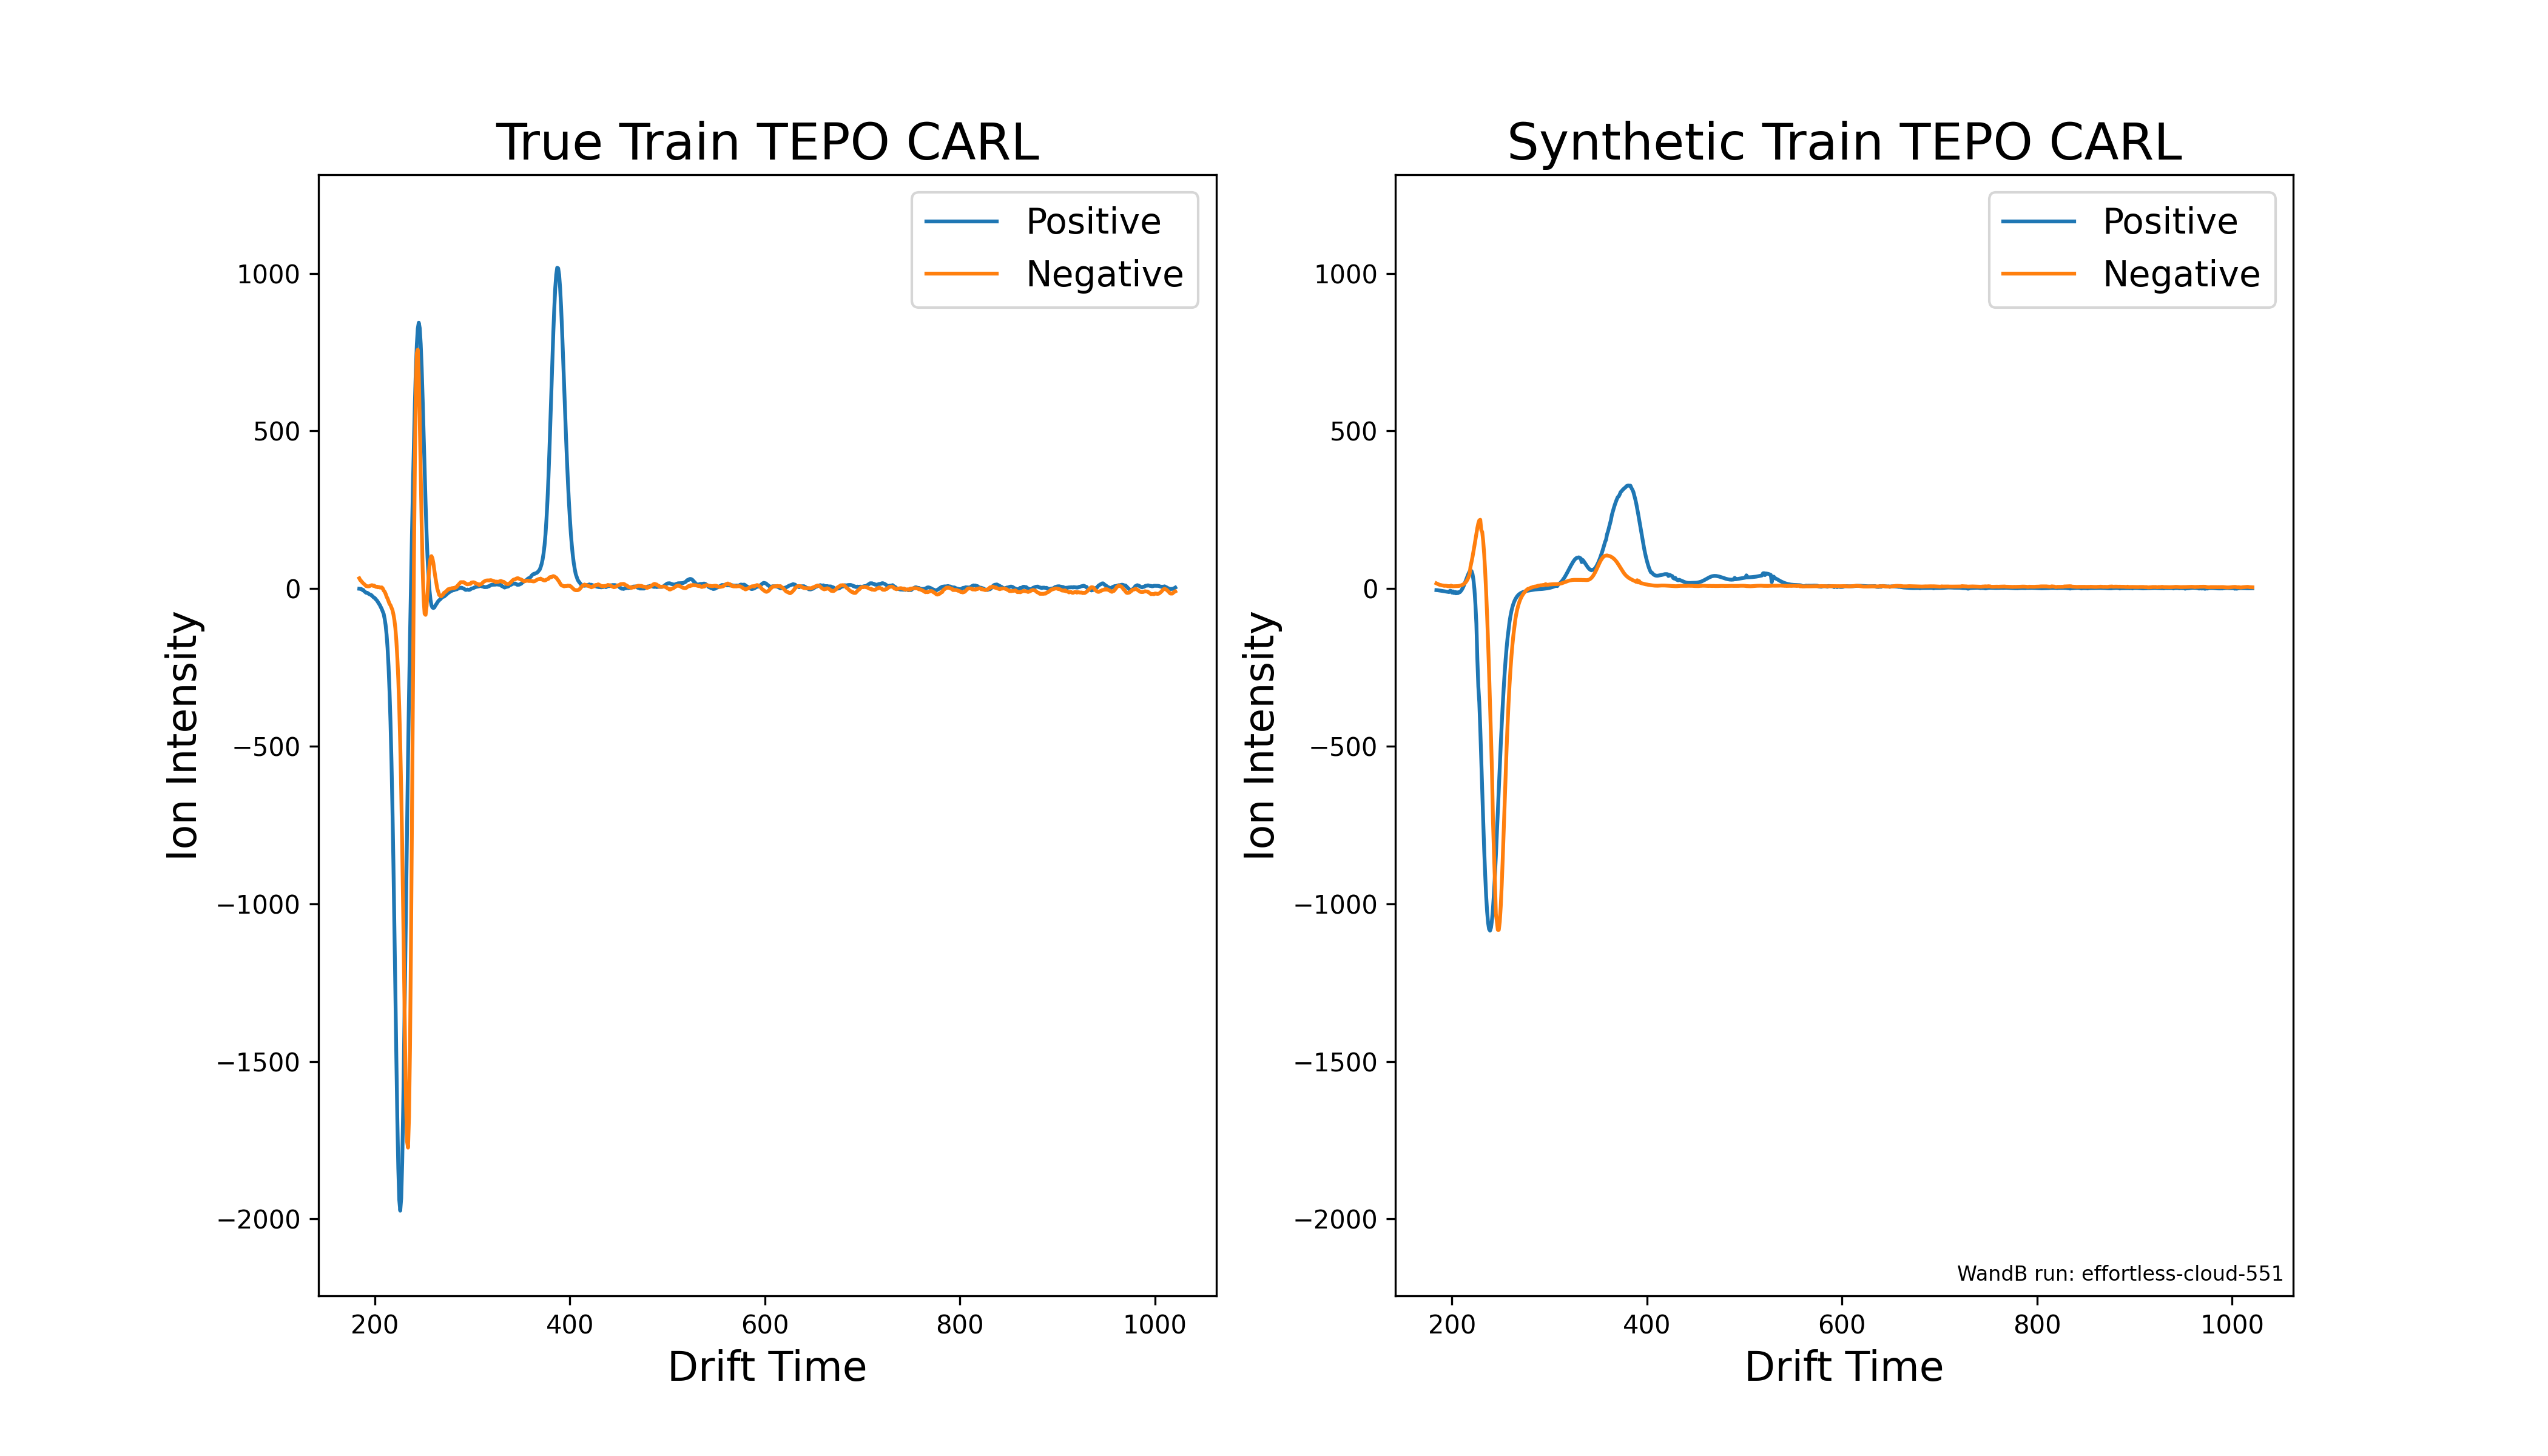 True Train TEPO CARL
Positive
Negative
1000
500
0
−500
−1000
−1500
−2000
Ion Intensity
200 400 600 800 1000
Drift Time
Synthetic Train TEPO CARL
Positive
Negative
1000
500
0
−500
−1000
−1500
−2000
Ion Intensity
WandB run: effortless-cloud-551
200 400 600 800 1000
Drift Time